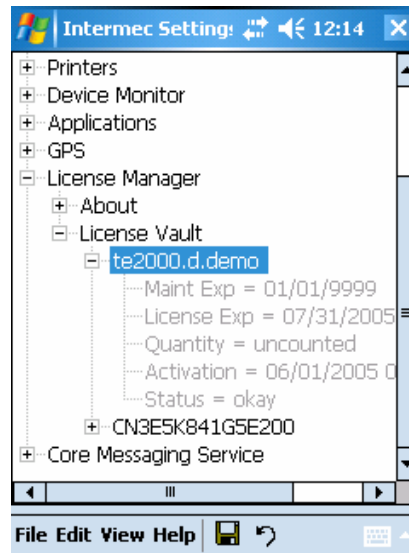 Intermec Setting: 12:14
Printers
Device Monitor
Applications
GPS
License Manager
About
License Vault
te2000.d.demo
Maint Exp = 01/01/9999
License Exp = 07/31/2005
Quantity = uncounted
Activation = 06/01/2005 0
Status = okay
CN3E5K841G5E200
Core Messaging Service
File Edit View Help